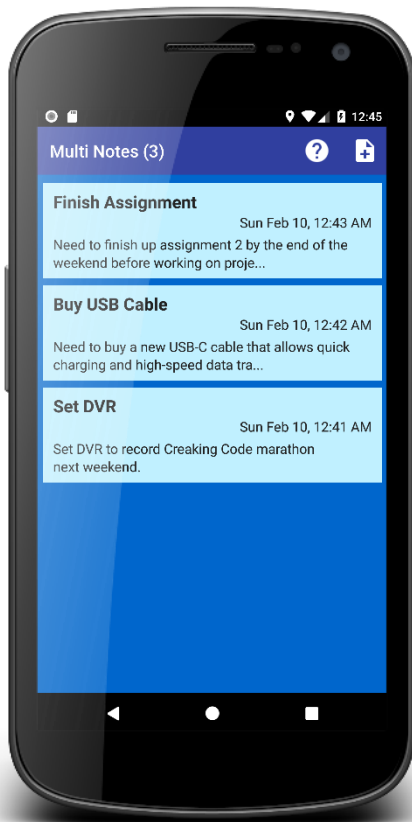 12:45
Multi Notes (3)
Finish Assignment
Sun Feb 10, 12:43 AM
Need to finish up assignment 2 by the end of the
weekend before working on proje...
Buy USB Cable
Sun Feb 10, 12:42 AM
Need to buy a new USB-C cable that allows quick
charging and high-speed data tra...
Set DVR
Sun Feb 10, 12:41 AM
Set DVR to record Creaking Code marathon
next weekend.